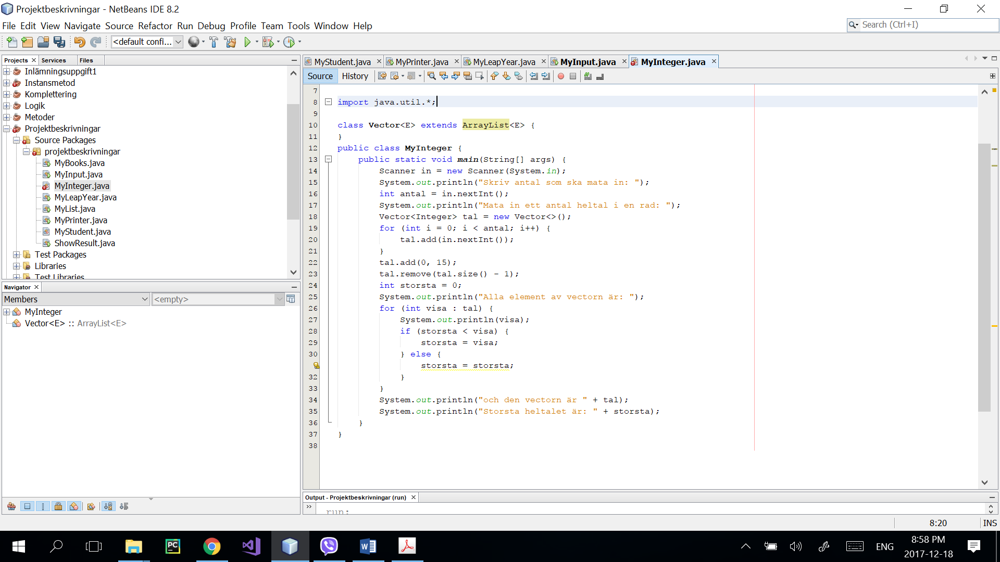 Projektbeskrivningar - NetBeans IDE 8.2
File Edit View Navigate Source Refactor Run Debug Profile Team Tools Window Help
Search (Ctrl+I)
<default confi...
Projects
Services
Files
Inlämningsuppgift1
Instansmetod
Komplettering
Logik
Metoder
Projektbeskrivningar
Source Packages
projektbeskrivningar
MyBooks.java
MyInput.java
MyInteger.java
MyLeapYear.java
MyList.java
MyPrinter.java
MyStudent.java
ShowResult.java
Test Packages
Libraries
Test Libraries
Navigator
Members
<empty>
MyInteger
Vector<E> :: ArrayList<E>
MyStudent.java
MyPrinter.java
MyLeapYear.java
MyInput.java
MyInteger.java
Source
History
7
8 import java.util.*;
9
10 class Vector<E> extends ArrayList<E> {
11 }
12 public class MyInteger {
13 public static void main(String[] args) {
14 Scanner in = new Scanner(System.in);
15 System.out.println("Skriv antal som ska mata in: ");
16 int antal = in.nextInt();
17 System.out.println("Mata in ett antal heltal i en rad: ");
18 Vector<Integer> tal = new Vector<>();
19 for (int i = 0; i < antal; i++) {
20 tal.add(in.nextInt());
21 }
22 tal.add(0, 15);
23 tal.remove(tal.size() - 1);
24 int storsta = 0;
25 System.out.println("Alla element av vectorn är: ");
26 for (int visa : tal) {
27 System.out.println(visa);
28 if (storsta < visa) {
29 storsta = visa;
30 } else {
storsta = storsta;
32 }
33 }
34 System.out.println("och den vectorn är " + tal);
35 System.out.println("Storsta heltalet är: " + storsta);
36 }
37 }
38
Output - Projektbeskrivningar (run)
run:
8:20
INS
ENG
8:58 PM
2017-12-18